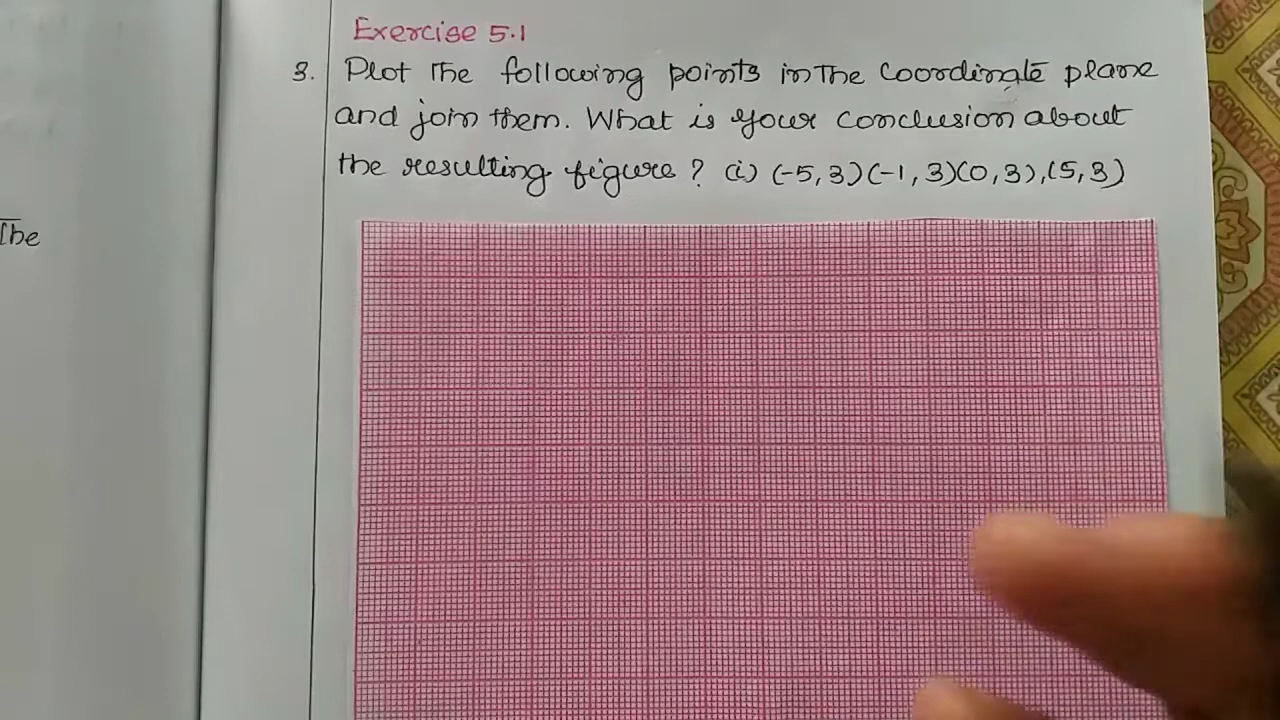 Exercise 5.1
3. Plot The following points in The coordinate plane
and join them. What is your conclusion about
the resulting figure? (i) (-5,3)(-1,3)(0,3),(5,3)
The